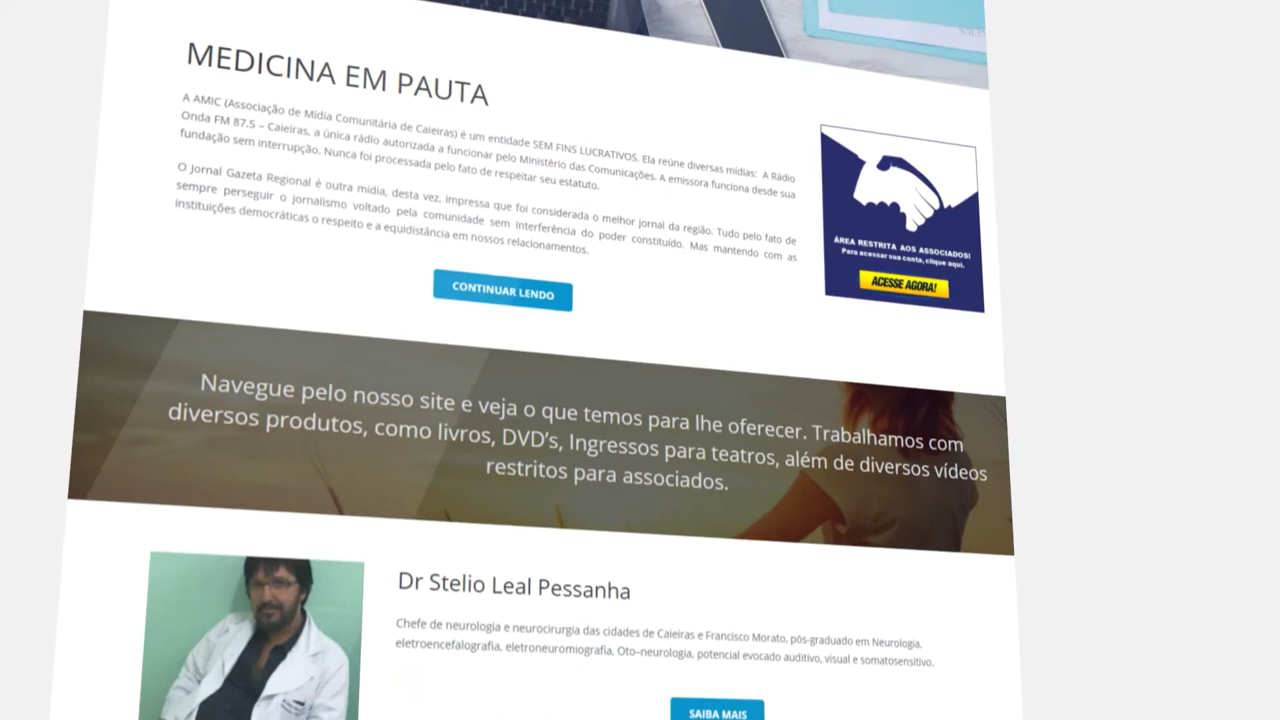 MEDICINA EM PAUTA
A AMIC (Associação de Mídia Comunitária de Caieiras) é um entidade SEM FINS LUCRATIVOS. Ela reúne diversas mídias: A Rádio
Onda FM 87.5 – Caieiras, a única rádio autorizada a funcionar pelo Ministério das Comunicações. A emissora funciona desde sua
fundação sem interrupção. Nunca foi processada pelo fato de respeitar seu estatuto.
O Jornal Gazeta Regional é outra mídia, desta vez, impressa que foi considerada o melhor jornal da região. Tudo pelo fato de
sempre perseguir o jornalismo voltado pela comunidade sem interferência do poder constituído. Mas mantendo com as
instituições democráticas o respeito e a equidistância em nossos relacionamentos.
CONTINUAR LENDO
ÁREA RESTRITA AOS ASSOCIADOS!
Para acessar sua conta, clique aqui.
ACESSE AGORA!
Navegue pelo nosso site e veja o que temos para lhe oferecer. Trabalhamos com
diversos produtos, como livros, DVD's, Ingressos para teatros, além de diversos vídeos
restritos para associados.
Dr Stelio Leal Pessanha
Chefe de neurologia e neurocirurgia das cidades de Caieiras e Francisco Morato, pós-graduado em Neurologia,
eletroencefalografia, eletroneuromiografia, Oto–neurologia, potencial evocado auditivo, visual e somatosensitivo.
SAIBA MAIS